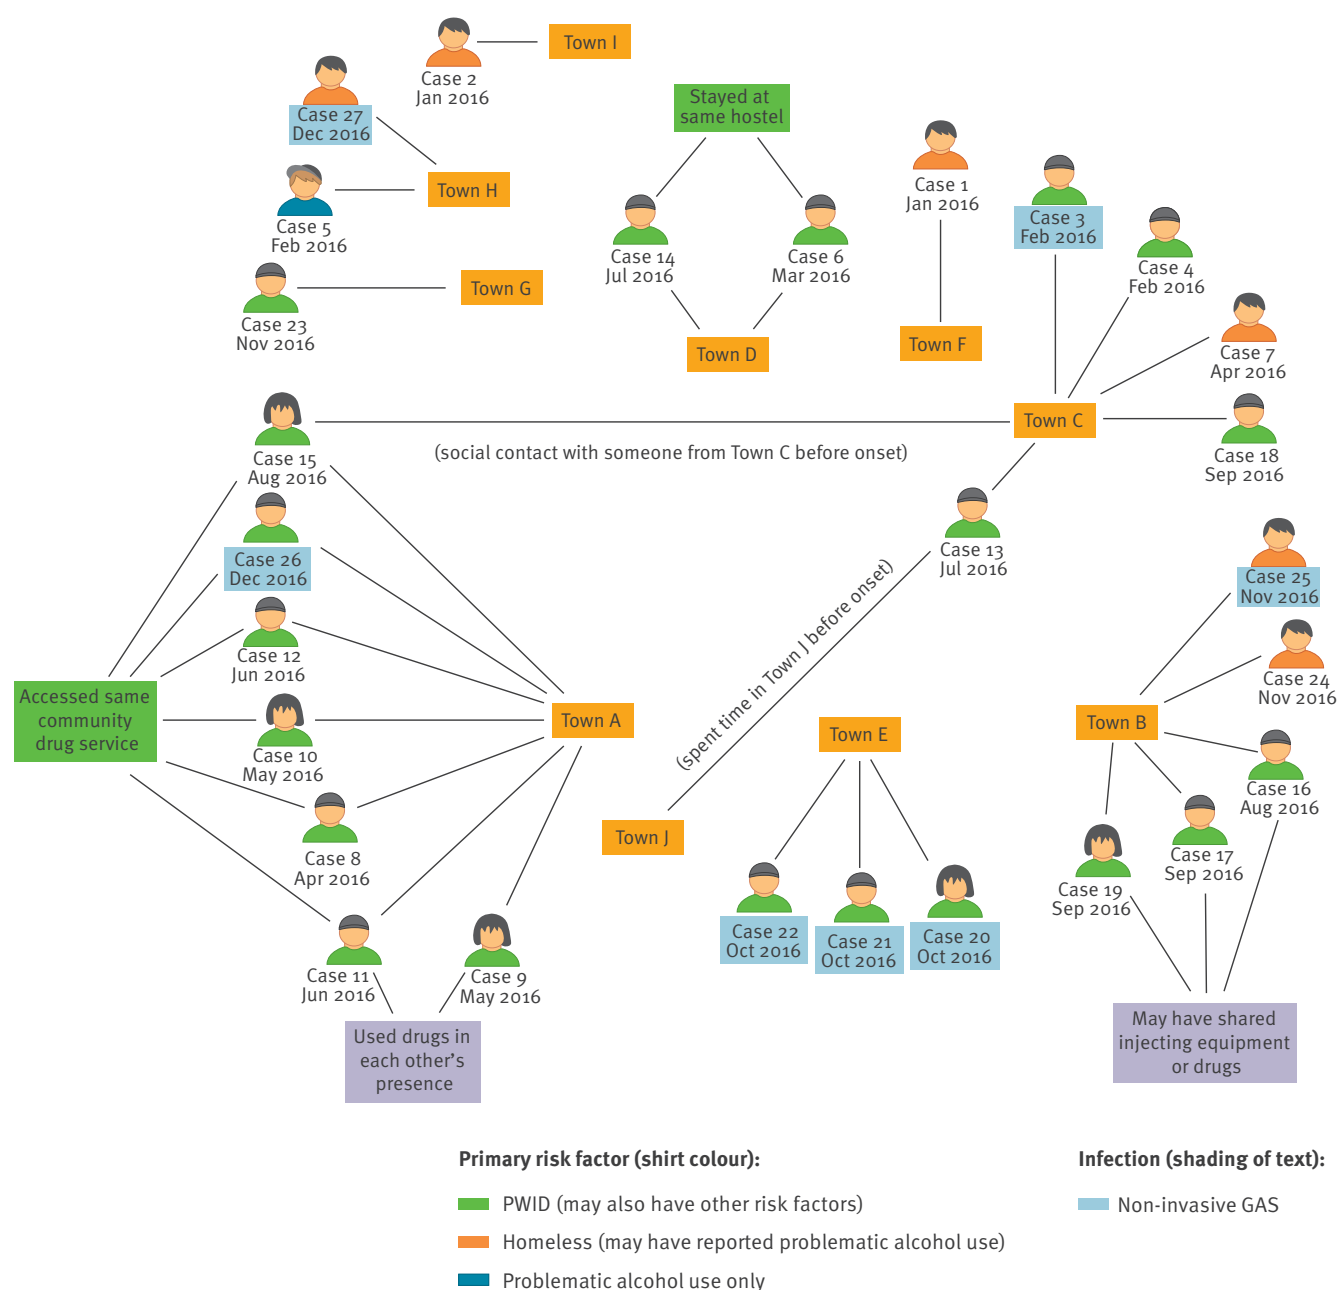 Case 2
Jan 2016
Town I
Case 27
Dec 2016
Case 5
Feb 2016
Town H
Case 23
Nov 2016
Town G
Stayed at
same hostel
Case 14
Jul 2016
Case 6
Mar 2016
Town D
Case 1
Jan 2016
Town F
Case 3
Feb 2016
Case 4
Feb 2016
Case 7
Apr 2016
Case 18
Sep 2016
Town C
(social contact with someone from Town C before onset)
Case 15
Aug 2016
Case 26
Dec 2016
Case 12
Jun 2016
Case 10
May 2016
Case 8
Apr 2016
Case 11
Jun 2016
Case 9
May 2016
Accessed same
community
drug service
Town A
Used drugs in
each other’s
presence
Case 13
Jul 2016
(spent time in Town J before onset)
Town J
Town E
Case 22
Oct 2016
Case 21
Oct 2016
Case 20
Oct 2016
Case 25
Nov 2016
Case 24
Nov 2016
Town B
Case 16
Aug 2016
Case 17
Sep 2016
Case 19
Sep 2016
May have shared
injecting equipment
or drugs
Primary risk factor (shirt colour):
PWID (may also have other risk factors)
Homeless (may have reported problematic alcohol use)
Problematic alcohol use only
Infection (shading of text):
Non-invasive GAS